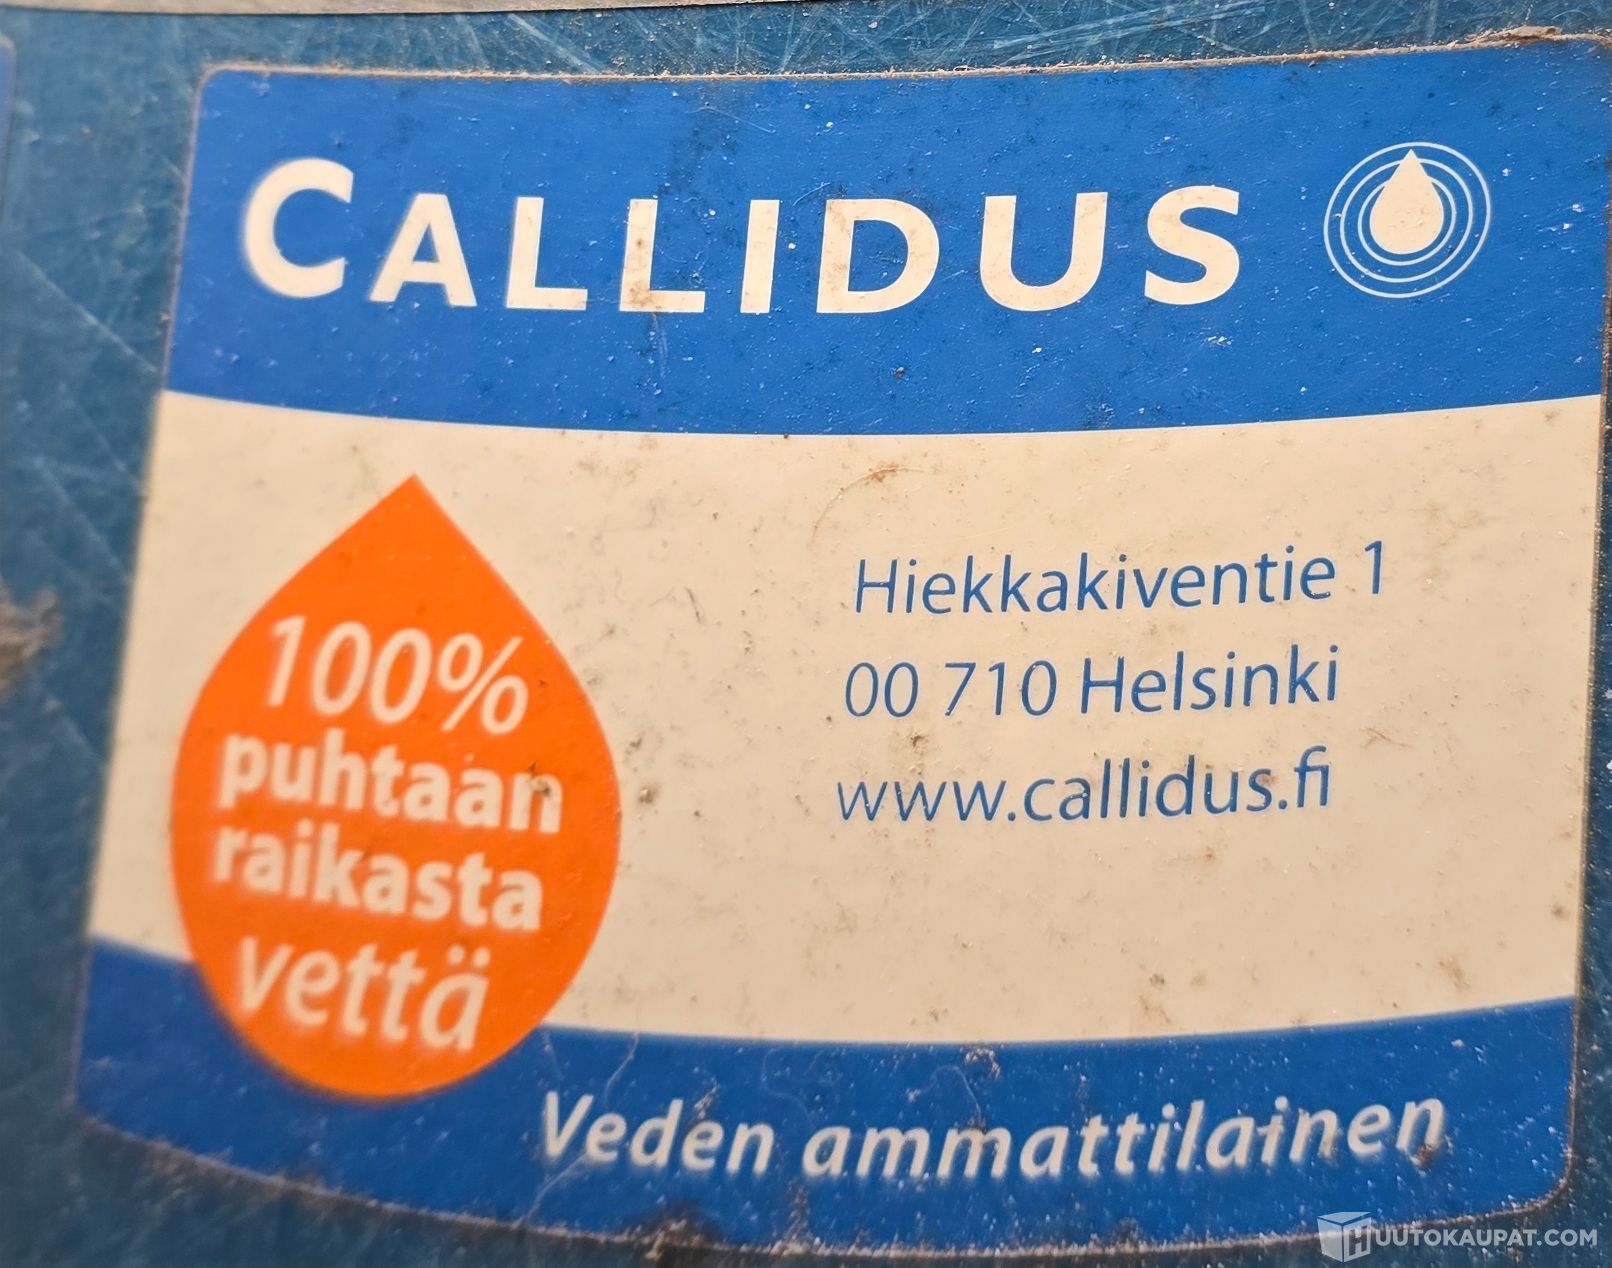 CALLIDUS
100%
puhtaan
raikasta
vettä
Hiekkakiventie 1
00 710 Helsinki
www.callidus.fi
Veden ammattilainen
HUUTOKAUPAT.COM